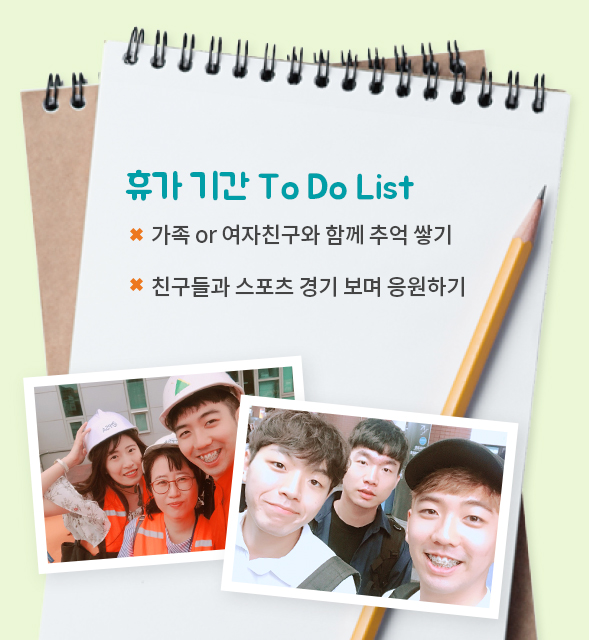 휴가 기간 To Do List
✖ 가족 or 여자친구와 함께 추억 쌓기
✖ 친구들과 스포츠 경기 보며 응원하기